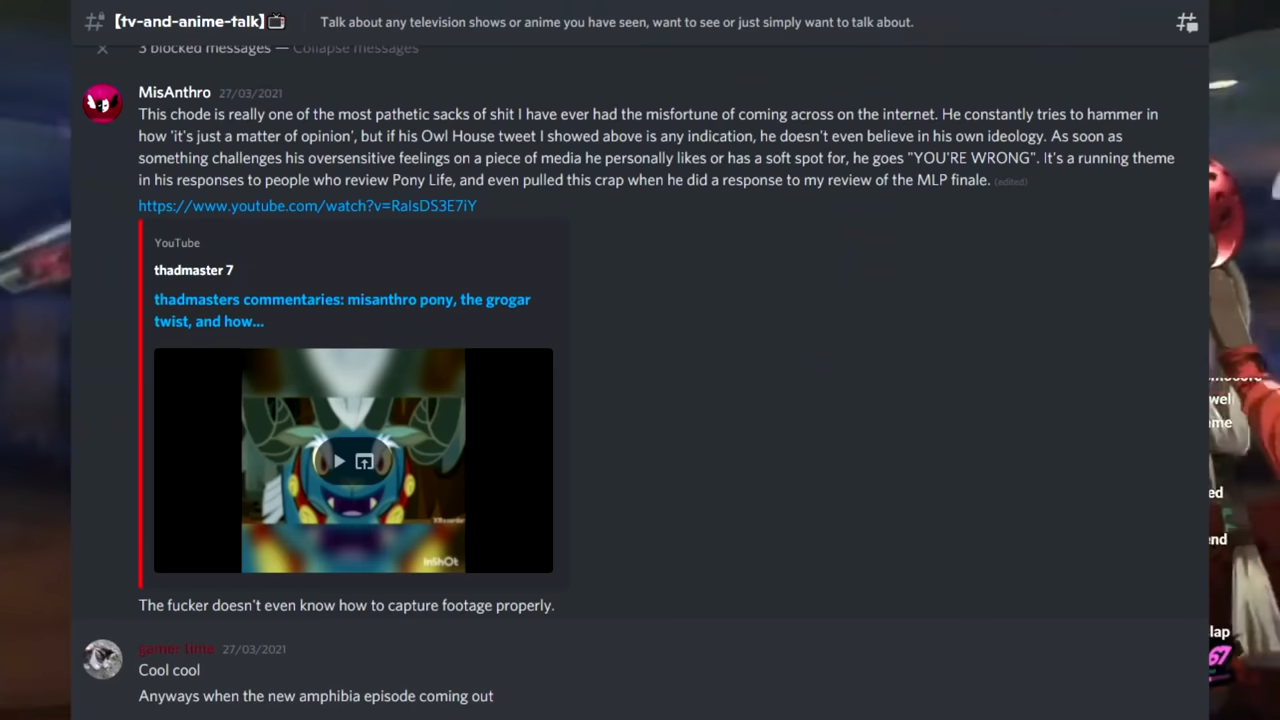 [tv-and-anime-talk] Talk about any television shows or anime you have seen, want to see or just simply want to talk about.
3 blocked messages — Collapse messages
MisAnthro 27/03/2021
This chode is really one of the most pathetic sacks of shit I have ever had the misfortune of coming across on the internet. He constantly tries to hammer in
how 'it's just a matter of opinion', but if his Owl House tweet I showed above is any indication, he doesn't even believe in his own ideology. As soon as
something challenges his oversensitive feelings on a piece of media he personally likes or has a soft spot for, he goes "YOU'RE WRONG". It's a running theme
in his responses to people who review Pony Life, and even pulled this crap when he did a response to my review of the MLP finale. (edited)
https://www.youtube.com/watch?v=RaIsDS3E7iY
YouTube
thadmaster 7
thadmasters commentaries: misanthro pony, the grogar
twist, and how...
InShOt
The fucker doesn't even know how to capture footage properly.
gamer time 27/03/2021
Cool cool
Anyways when the new amphibia episode coming out
wel
me
ed
end
lap
67